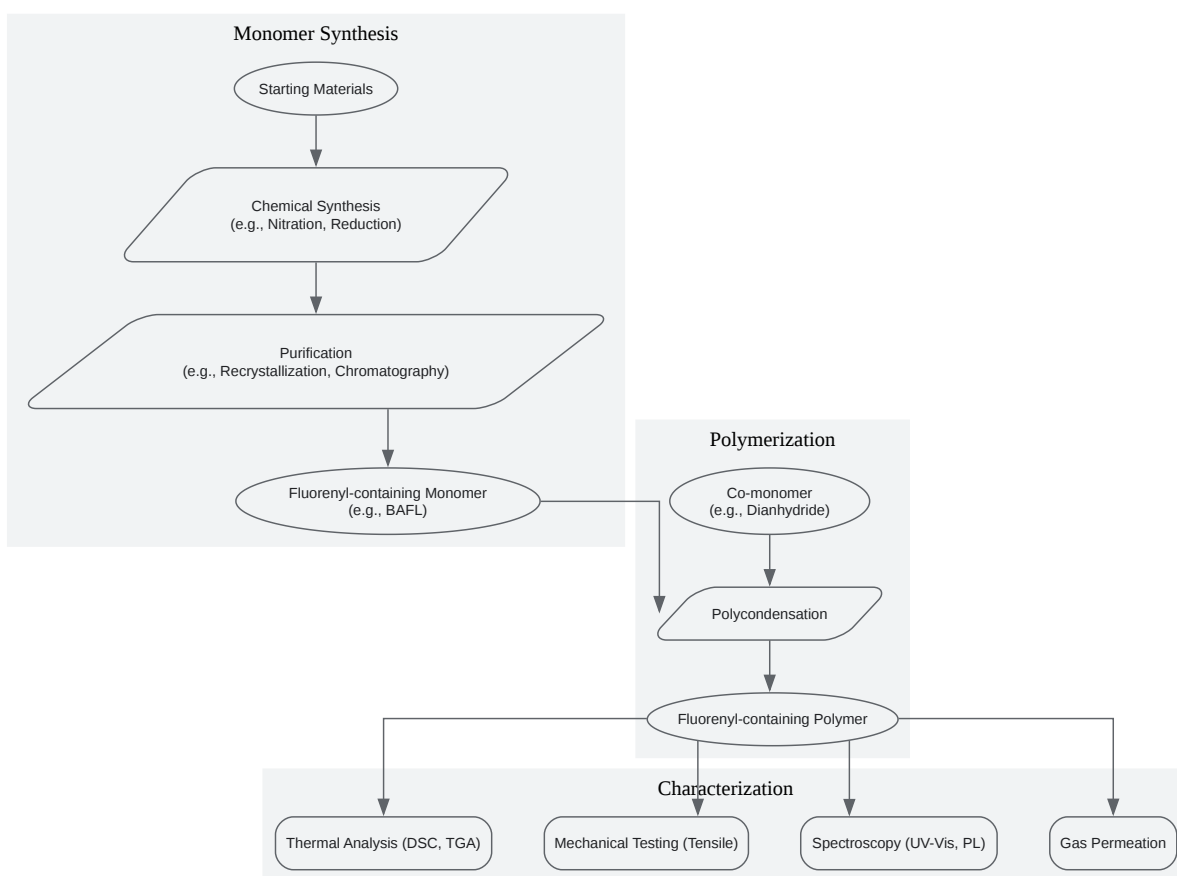 Monomer Synthesis
Starting Materials
Chemical Synthesis
(e.g., Nitration, Reduction)
Purification
(e.g., Recrystallization, Chromatography)
Fluorenyl-containing Monomer
(e.g., BAFL)
Polymerization
Co-monomer
(e.g., Dianhydride)
Polycondensation
Fluorenyl-containing Polymer
Characterization
Thermal Analysis (DSC, TGA)
Mechanical Testing (Tensile)
Spectroscopy (UV-Vis, PL)
Gas Permeation